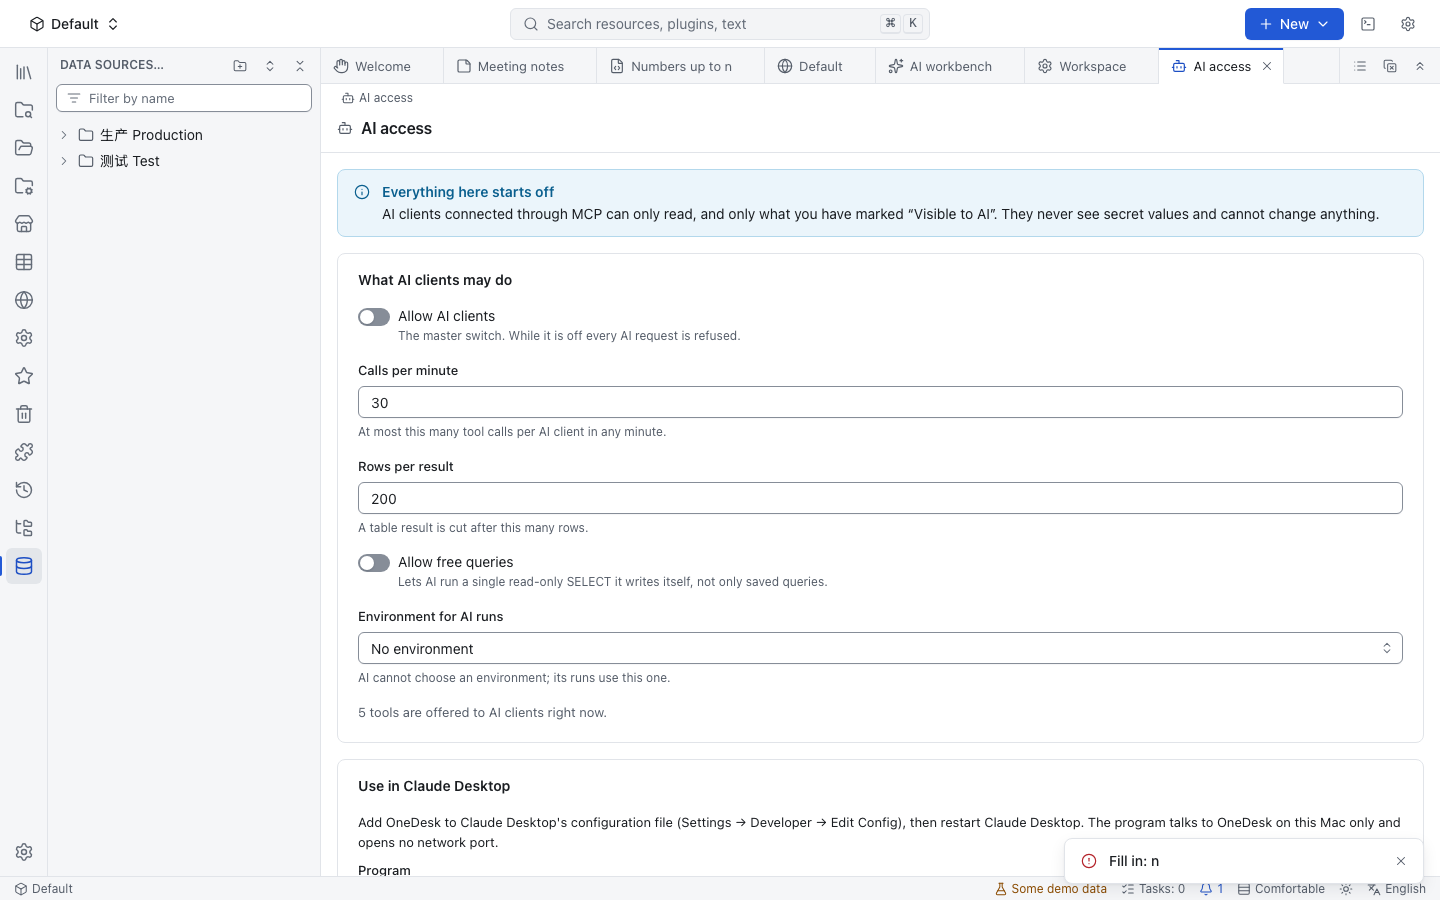 Default
Search resources, plugins, text
⌘ K
New
DATA SOURCES...
Filter by name
生产 Production
测试 Test
Welcome
Meeting notes
Numbers up to n
Default
AI workbench
Workspace
AI access
AI access
AI access
Everything here starts off
AI clients connected through MCP can only read, and only what you have marked “Visible to AI”. They never see secret values and cannot change anything.
What AI clients may do
Allow AI clients
The master switch. While it is off every AI request is refused.
Calls per minute
30
At most this many tool calls per AI client in any minute.
Rows per result
200
A table result is cut after this many rows.
Allow free queries
Lets AI run a single read-only SELECT it writes itself, not only saved queries.
Environment for AI runs
No environment
AI cannot choose an environment; its runs use this one.
5 tools are offered to AI clients right now.
Use in Claude Desktop
Add OneDesk to Claude Desktop's configuration file (Settings → Developer → Edit Config), then restart Claude Desktop. The program talks to OneDesk on this Mac only and
opens no network port.
Program
Fill in: n
Default
Some demo data
Tasks: 0
1
Comfortable
English